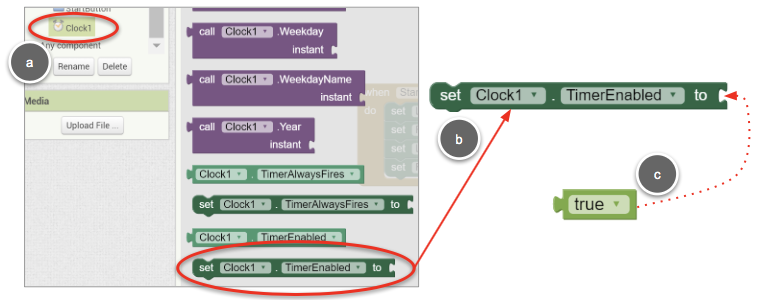 StartButton
Clock1
Any component
Rename Delete
Media
Upload File ...
a
call Clock1 .Weekday
instant
call Clock1 .WeekdayName
instant
call Clock1 .Year
instant
Clock1 . TimerAlwaysFires
set Clock1 . TimerAlwaysFires to
Clock1 . TimerEnabled
set Clock1 . TimerEnabled to
when
do set
set
set
set
set Clock1 . TimerEnabled to
b
true
c